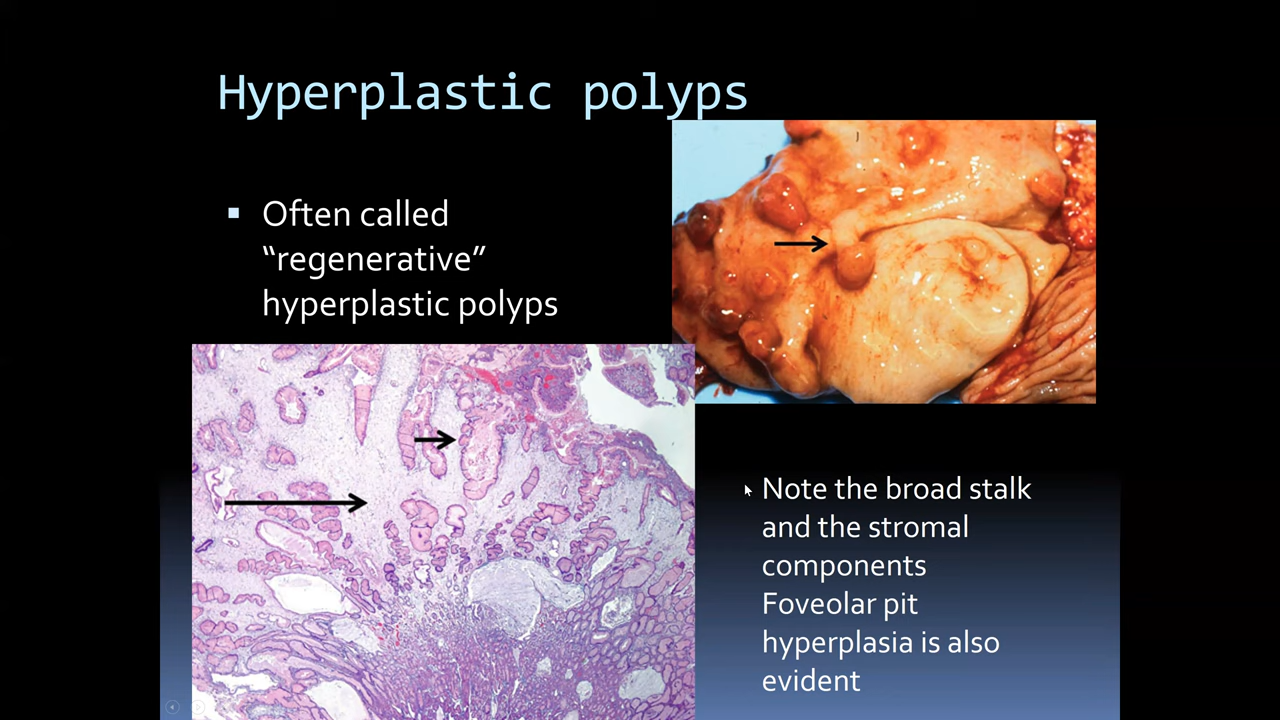 Hyperplastic polyps
Often called
“regenerative”
hyperplastic polyps
Note the broad stalk
and the stromal
components
Foveolar pit
hyperplasia is also
evident